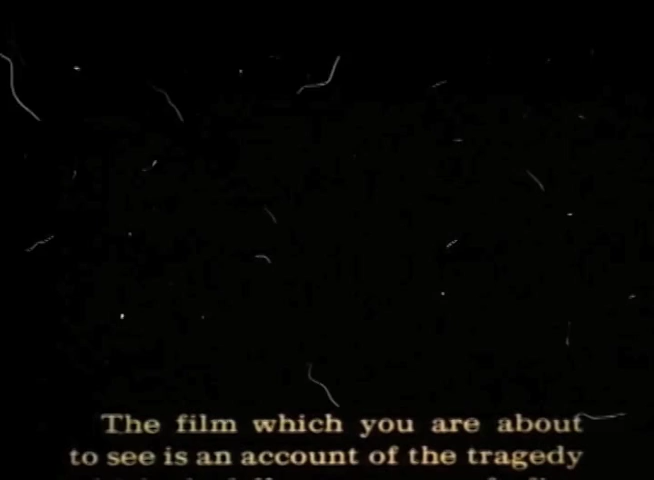 The film which you are about
to see is an account of the tragedy